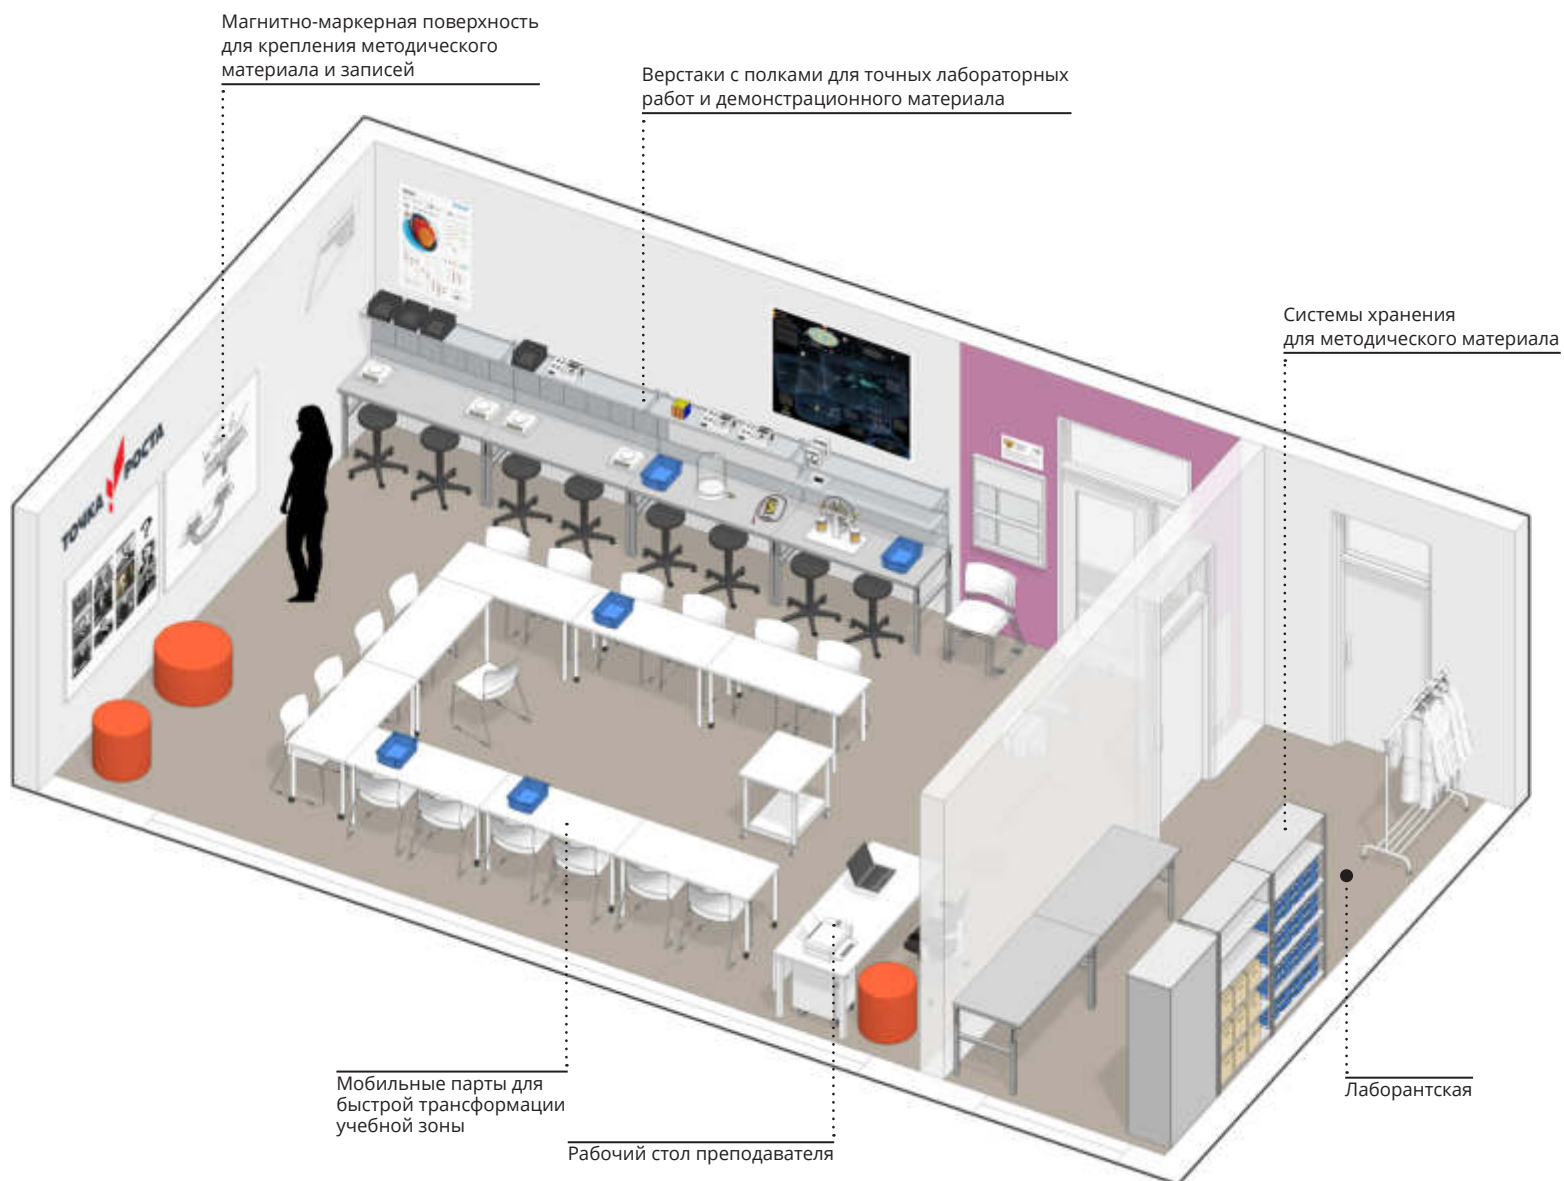 Магнитно-маркерная поверхность
для крепления методического
материала и записей
Верстаки с полками для точных лабораторных
работ и демонстрационного материала
Системы хранения
для методического материала
ТОЧКА РОСТА
?
Мобильные парты для
быстрой трансформации
учебной зоны
Рабочий стол преподавателя
Лаборантская